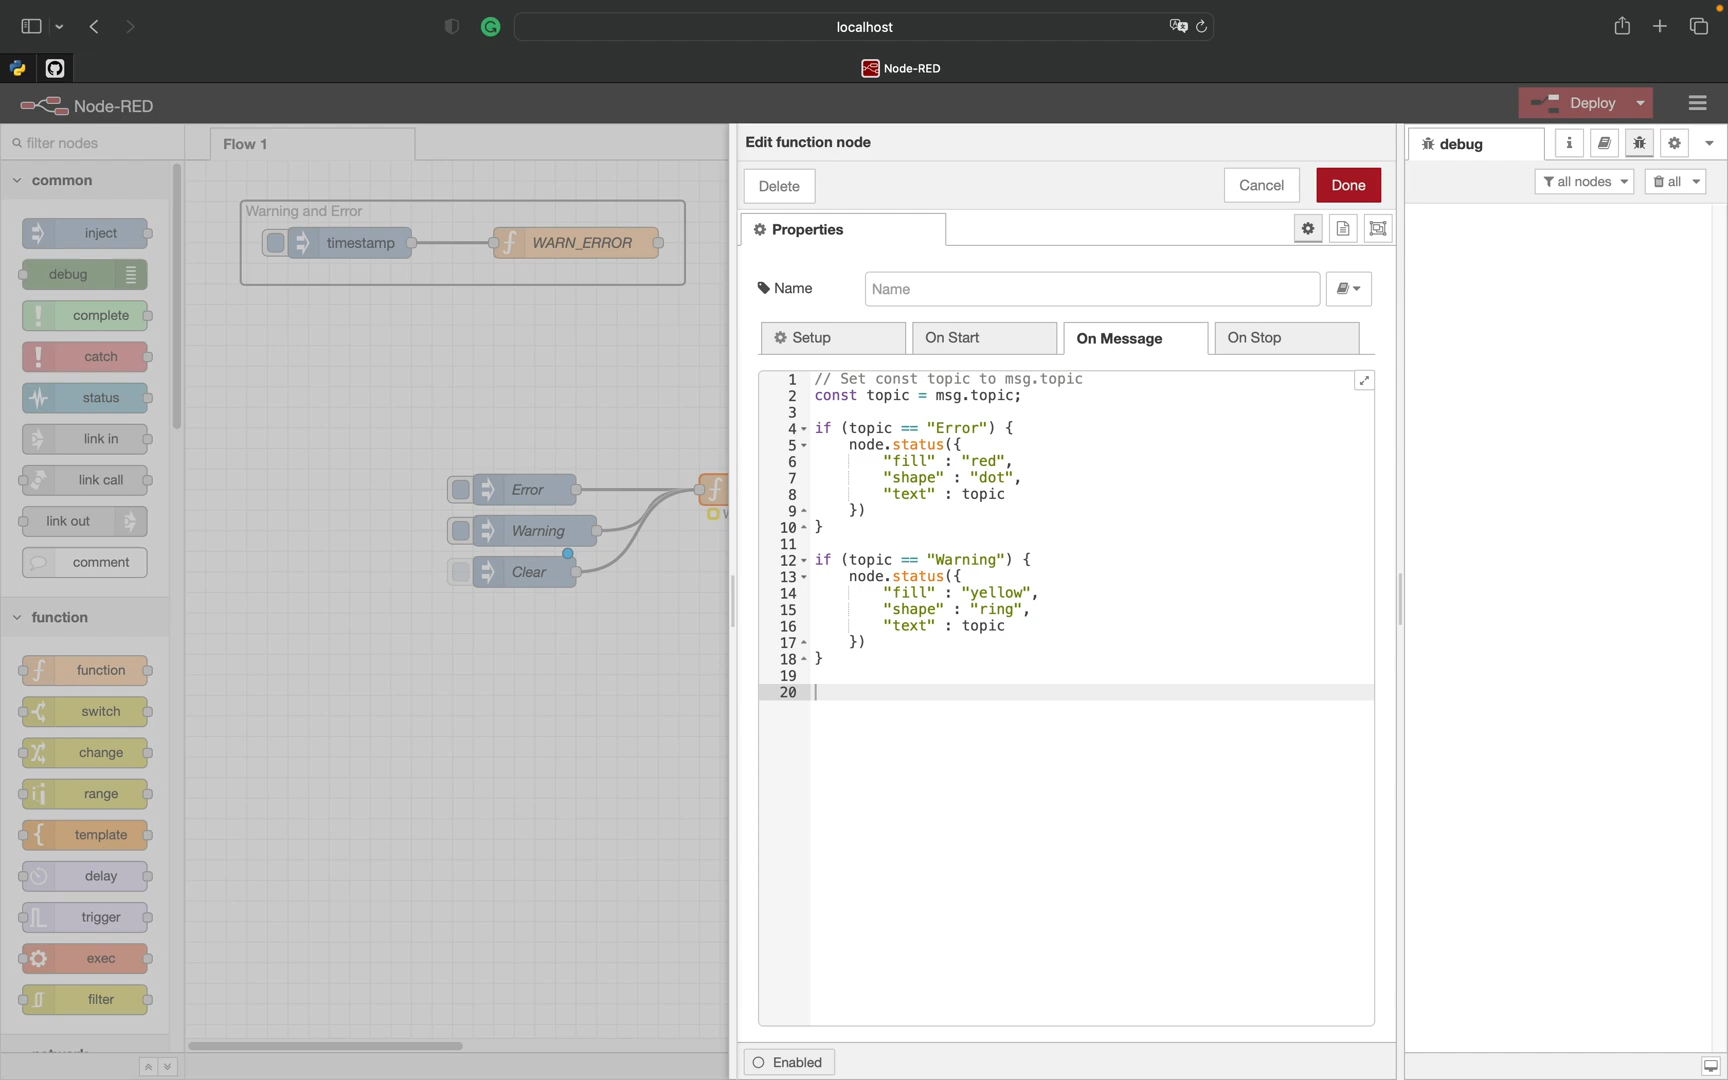 localhost
Node-RED
Node-RED
Deploy
filter nodes
Flow 1
common
inject
debug
complete
catch
status
link in
link call
link out
comment
function
function
switch
change
range
template
delay
trigger
exec
filter
Warning and Error
timestamp
WARN_ERROR
Error
Warning
Clear
Edit function node
Delete
Cancel
Done
Properties
Name
Name
Setup
On Start
On Message
On Stop
1 // Set const topic to msg.topic
2 const topic = msg.topic;
3
4 if (topic == "Error") {
5 node.status({
6 "fill" : "red",
7 "shape" : "dot",
8 "text" : topic
9 })
10 }
11
12 if (topic == "Warning") {
13 node.status({
14 "fill" : "yellow",
15 "shape" : "ring",
16 "text" : topic
17 })
18 }
19
20
Enabled
debug
all nodes
all